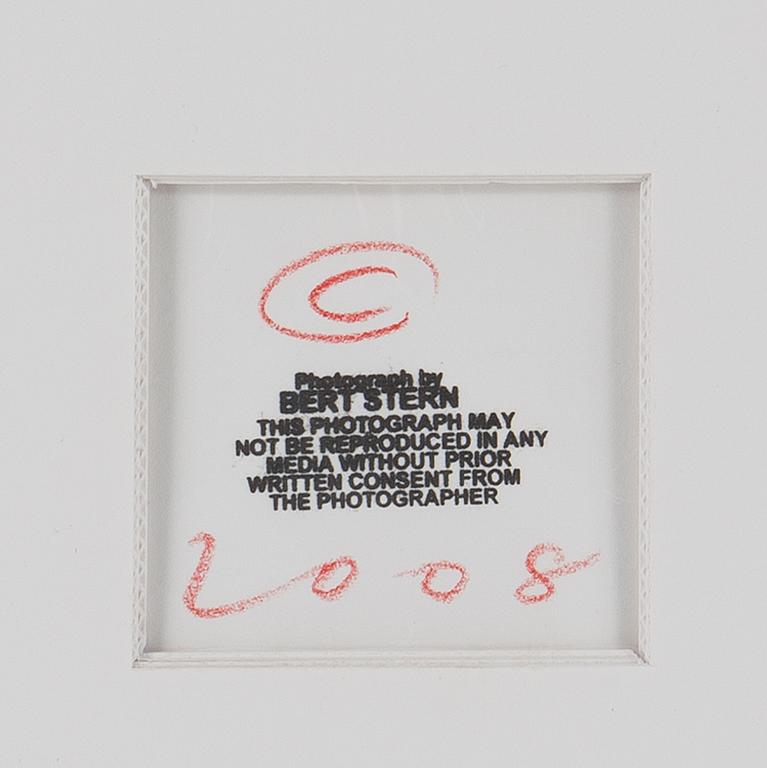 ©
Photograph by
BERT STERN
THIS PHOTOGRAPH MAY
NOT BE REPRODUCED IN ANY
MEDIA WITHOUT PRIOR
WRITTEN CONSENT FROM
THE PHOTOGRAPHER
2008